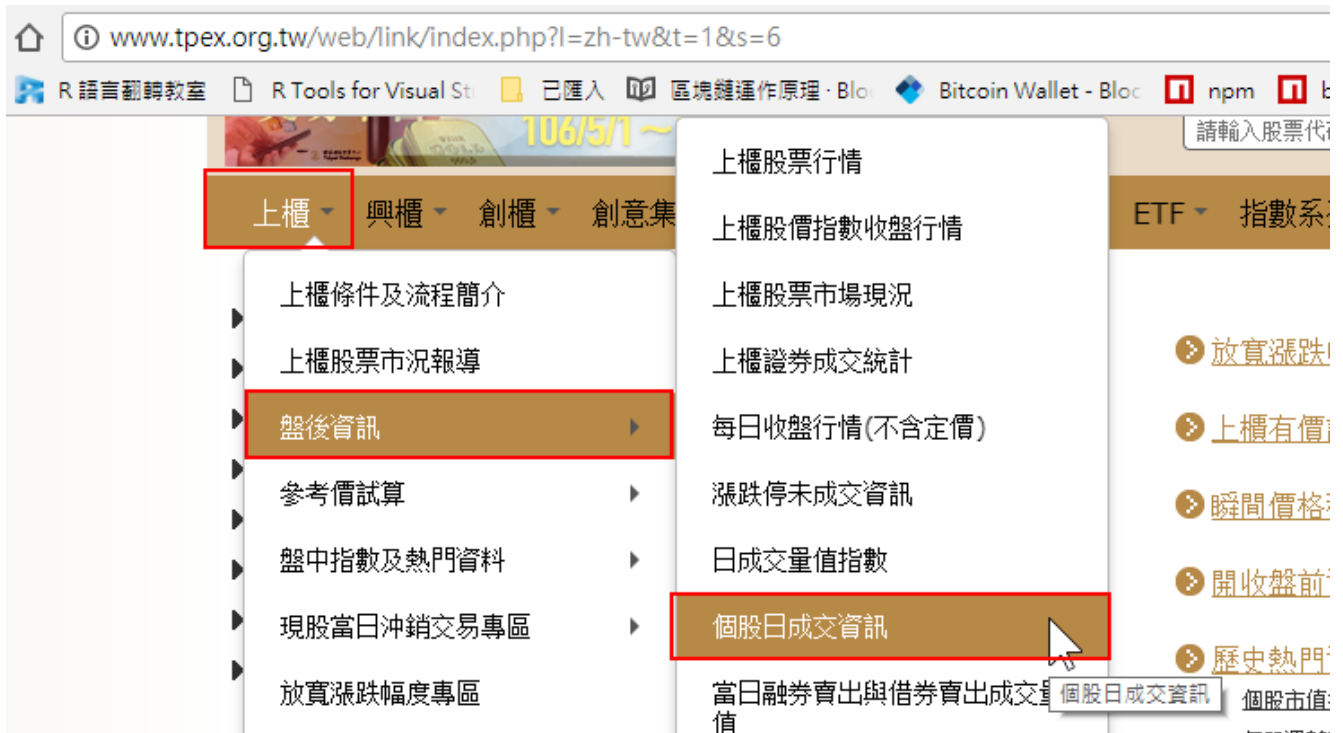 www.tpex.org.tw/web/link/index.php?l=zh-tw&t=1&s=6
R 語言翻轉教室 R Tools for Visual 已匯入 區塊鏈運作原理 · Bitcoin Wallet - npm
106/5/1～
請輸入股票代
上櫃 興櫃 創櫃 創意集 ETF 指數系
上櫃條件及流程簡介
上櫃股票市況報導
盤後資訊
參考價試算
盤中指數及熱門資料
現股當日沖銷交易專區
放寬漲跌幅度專區
上櫃股票行情
上櫃股價指數收盤行情
上櫃股票市場現況
上櫃證券成交統計
每日收盤行情(不含定價)
漲跌停未成交資訊
日成交量值指數
個股日成交資訊
當日融券賣出與借券賣出成交量
值
個股日成交資訊
放寬漲跌
上櫃有價
瞬間價格
開收盤前
歷史熱門
個股市值